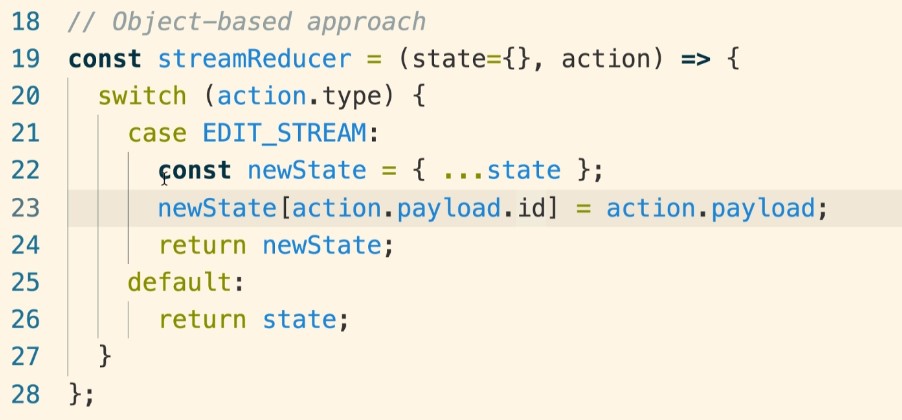 18 // Object-based approach
19 const streamReducer = (state={}, action) => {
20 switch (action.type) {
21 case EDIT_STREAM:
22 const newState = { ...state };
23 newState[action.payload.id] = action.payload;
24 return newState;
25 default:
26 return state;
27 }
28 };